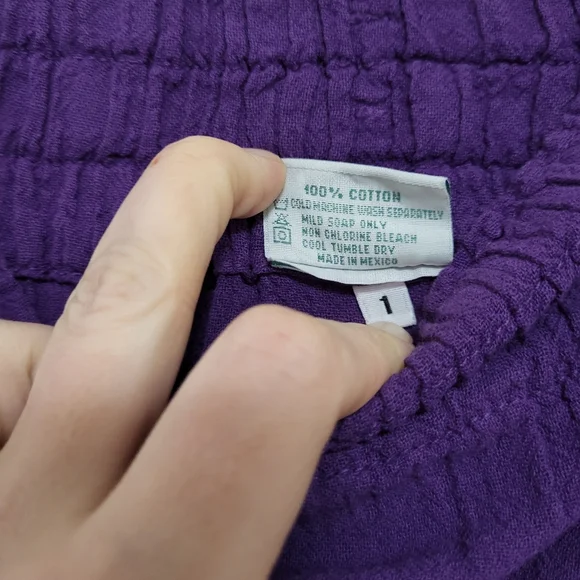 100% COTTON
COLD MACHINE WASH SEPARATELY
MILD SOAP ONLY
NON CHLORINE BLEACH
COOL TUMBLE DRY
MADE IN MEXICO
1